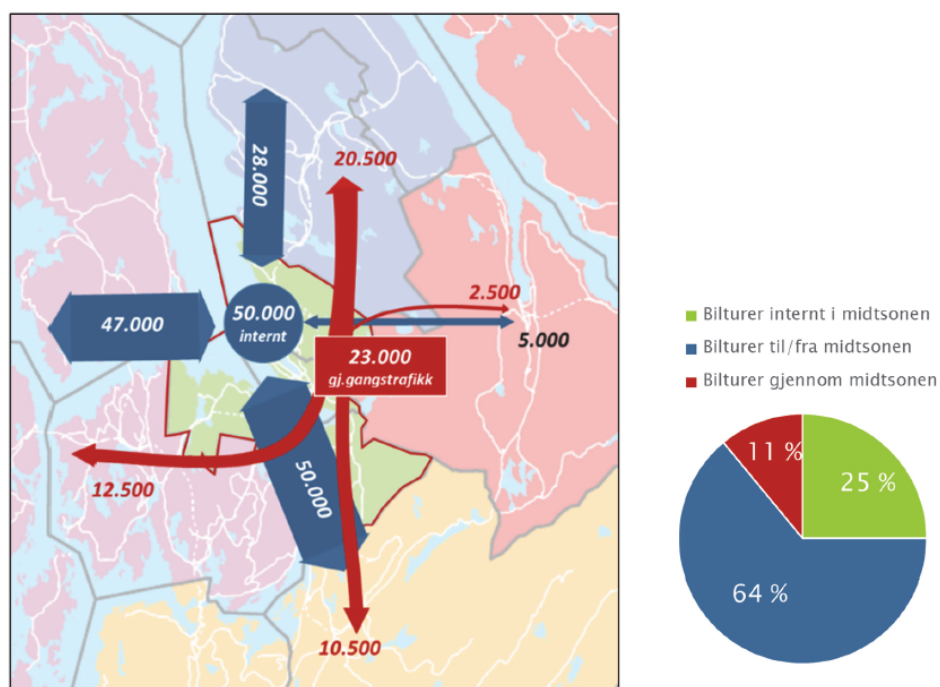 28.000
20.500
47.000
50.000
internt
2.500
5.000
23.000
gj.gangstrafikk
12.500
50.000
10.500
Bilturer internt i midtsonen
Bilturer til/fra midtsonen
Bilturer gjennom midtsonen
11 %
25 %
64 %